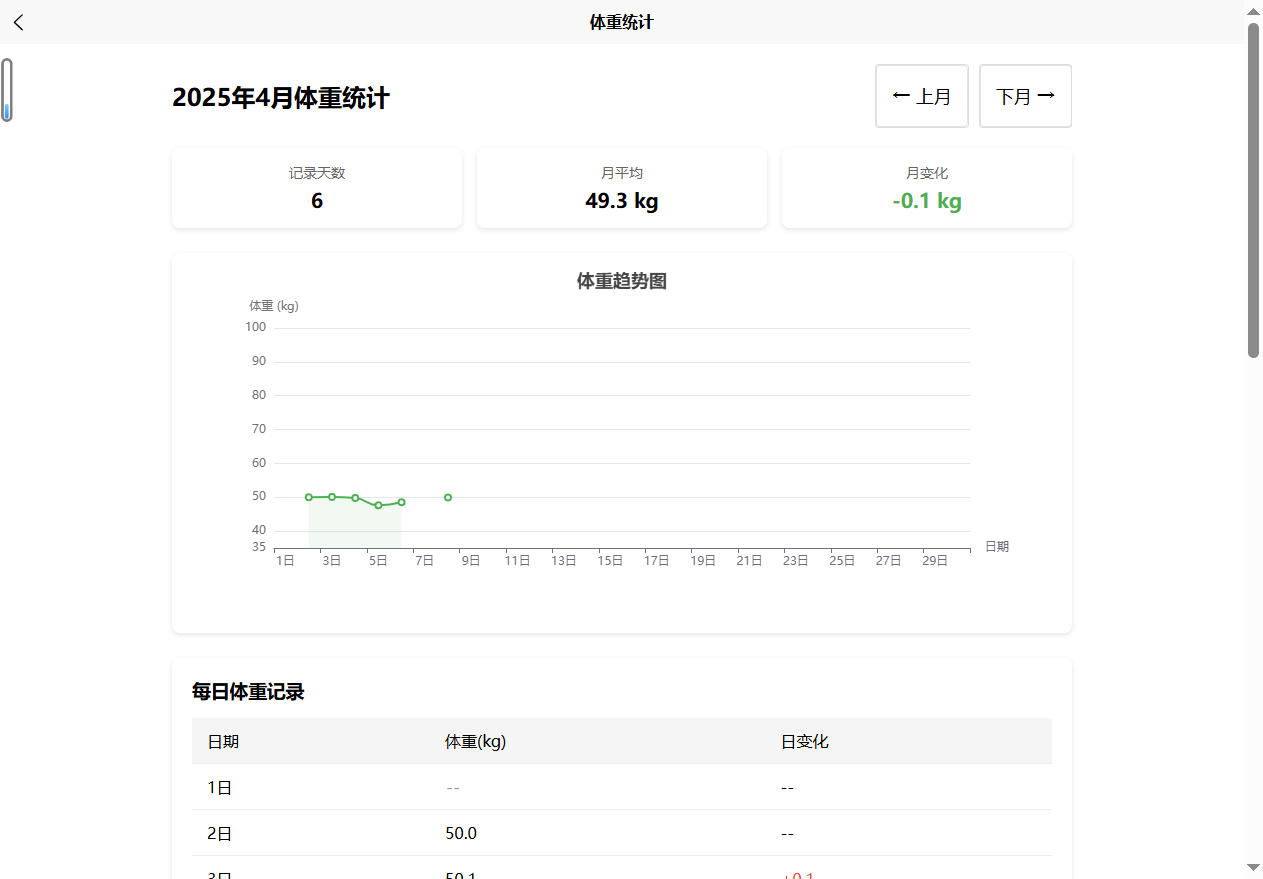 体重统计
2025年4月体重统计
← 上月
下月 →
记录天数
6
月平均
49.3 kg
月变化
-0.1 kg
体重趋势图
体重 (kg)
100
90
80
70
60
50
40
35
1日 3日 5日 7日 9日 11日 13日 15日 17日 19日 21日 23日 25日 27日 29日
日期
每日体重记录
日期 体重(kg) 日变化
1日 -- --
2日 50.0 --
3日 50.1 +0.1